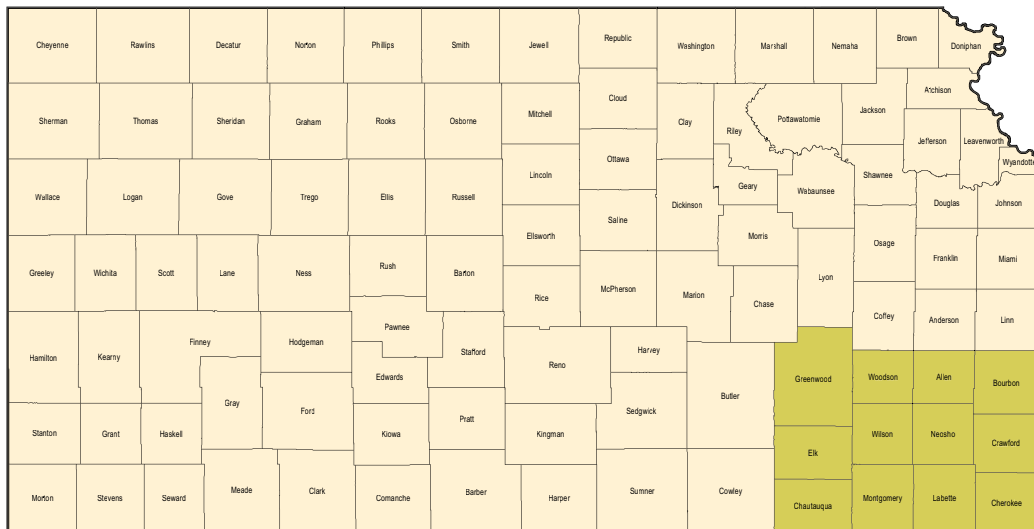 Cheyenne
Rawlins
Decatur
Norton
Phillips
Smith
Jewell
Republic
Washington
Marshall
Nemaha
Brown
Doniphan
Sherman
Thomas
Sheridan
Graham
Rooks
Osborne
Mitchell
Cloud
Clay
Riley
Pottawatomie
Jackson
Atchison
Jefferson
Leavenworth
Wyandotte
Wallace
Logan
Gove
Trego
Ellis
Russell
Lincoln
Ottawa
Saline
Dickinson
Geary
Wabaunsee
Shawnee
Douglas
Johnson
Greeley
Wichita
Scott
Lane
Ness
Rush
Barton
Ellsworth
Rice
McPherson
Marion
Morris
Chase
Lyon
Osage
Franklin
Miami
Coffey
Anderson
Linn
Hamilton
Kearny
Finney
Hodgeman
Pawnee
Stafford
Edwards
Reno
Harvey
Butler
Greenwood
Woodson
Allen
Bourbon
Gray
Ford
Kiowa
Pratt
Kingman
Sedgwick
Stanton
Grant
Haskell
Elk
Wilson
Neosho
Crawford
Morton
Stevens
Seward
Meade
Clark
Comanche
Barber
Harper
Sumner
Cowley
Chautauqua
Montgomery
Labette
Cherokee